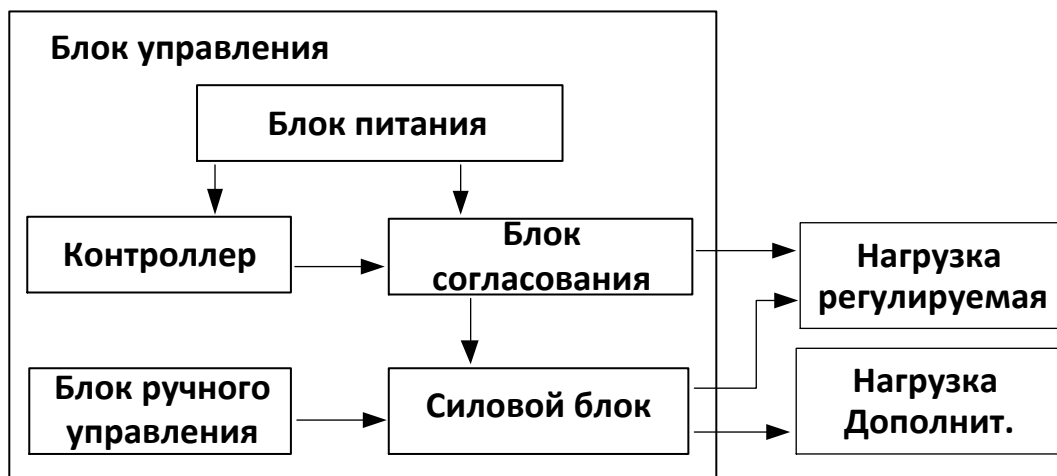 Блок управления
Блок питания
Контроллер
Блок
согласования
Нагрузка
регулируемая
Блок ручного
управления
Силовой блок
Нагрузка
Дополнит.